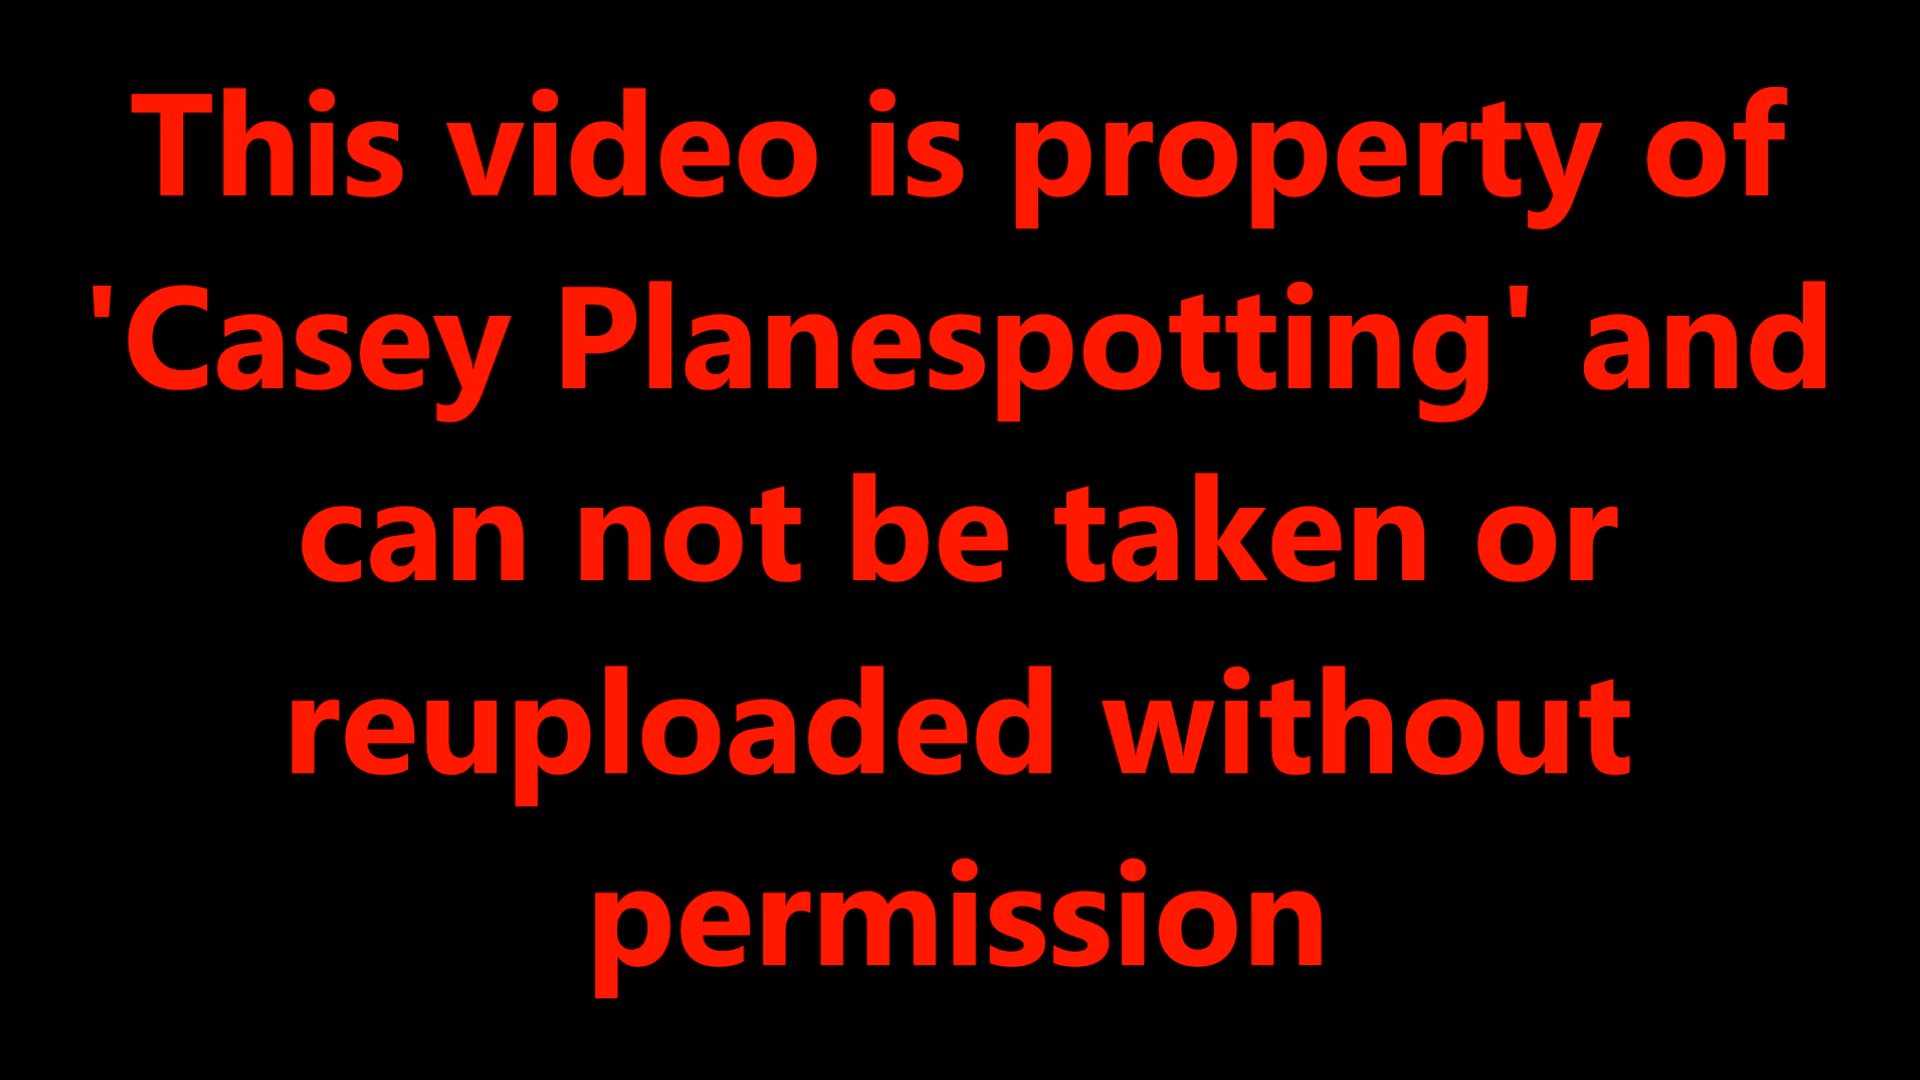 This video is property of
'Casey Planespotting' and
can not be taken or
reuploaded without
permission